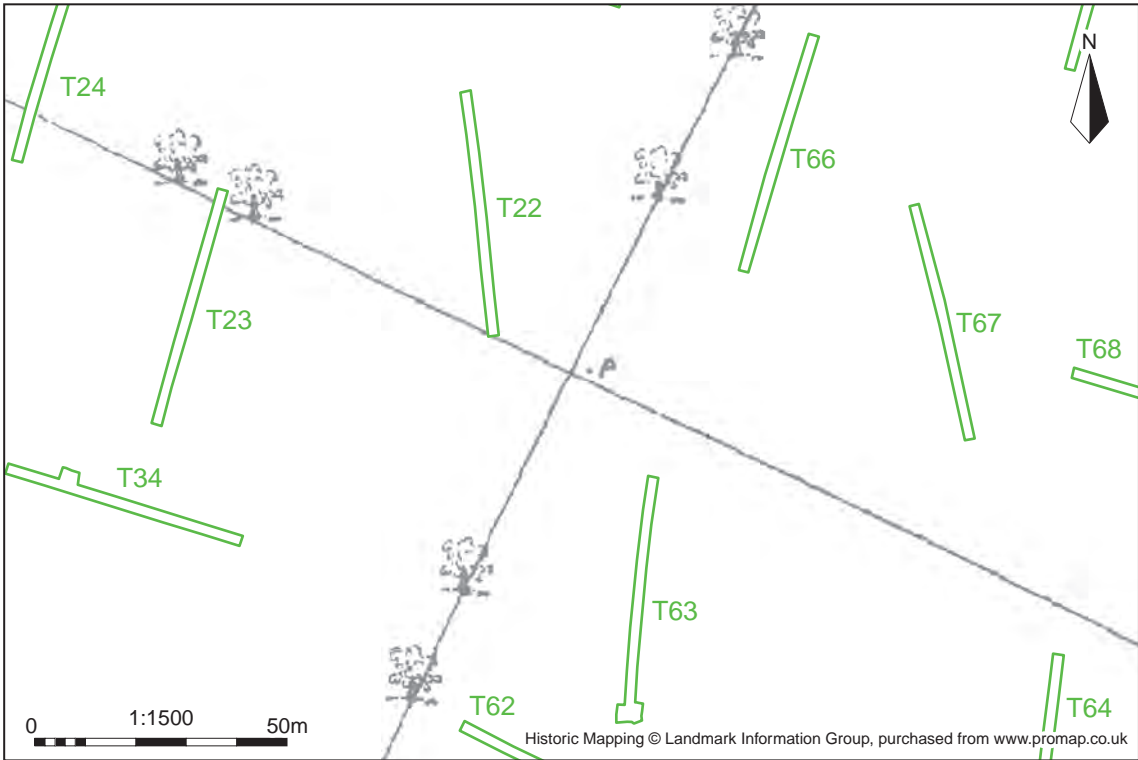 N
T24
T66
T22
T23
T67
T68
P
T34
T63
T62
T64
0 1:1500 50m
Historic Mapping © Landmark Information Group, purchased from www.promap.co.uk